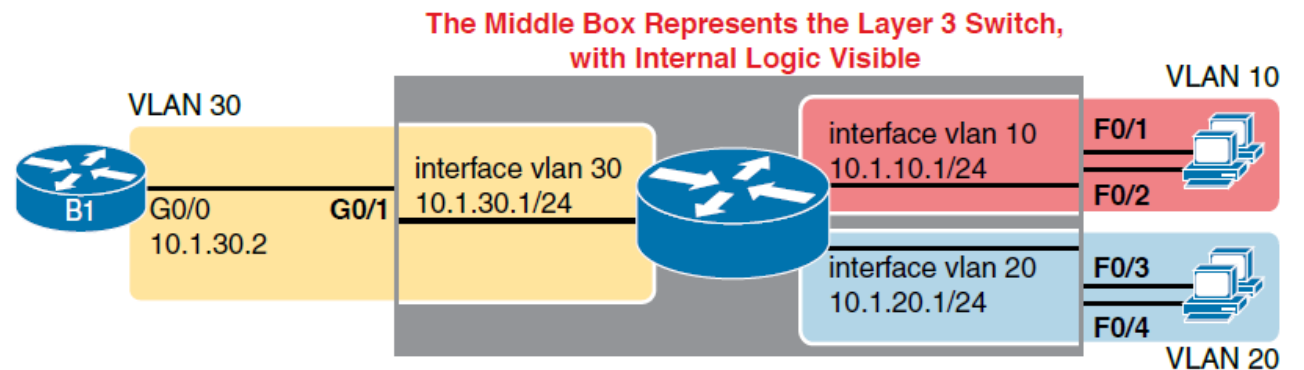 The Middle Box Represents the Layer 3 Switch,
with Internal Logic Visible
VLAN 30
B1
G0/0
10.1.30.2
G0/1
interface vlan 30
10.1.30.1/24
VLAN 10
interface vlan 10
10.1.10.1/24
F0/1
F0/2
interface vlan 20
10.1.20.1/24
F0/3
F0/4
VLAN 20